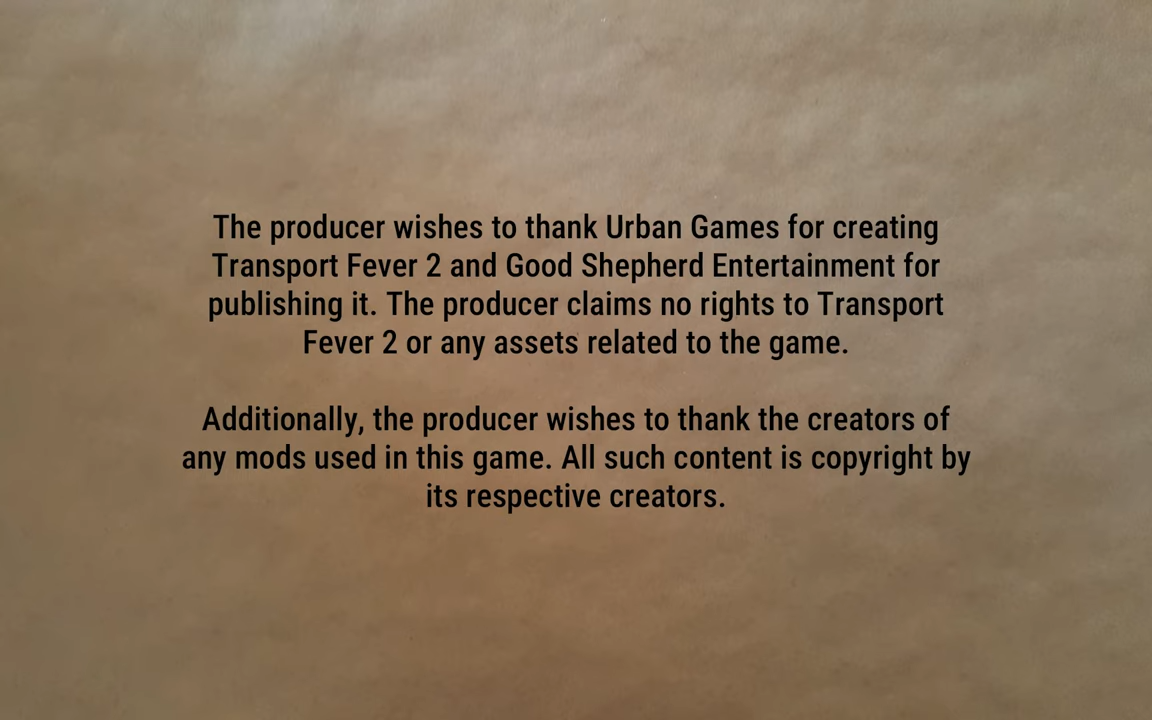 The producer wishes to thank Urban Games for creating
Transport Fever 2 and Good Shepherd Entertainment for
publishing it. The producer claims no rights to Transport
Fever 2 or any assets related to the game.
Additionally, the producer wishes to thank the creators of
any mods used in this game. All such content is copyright by
its respective creators.